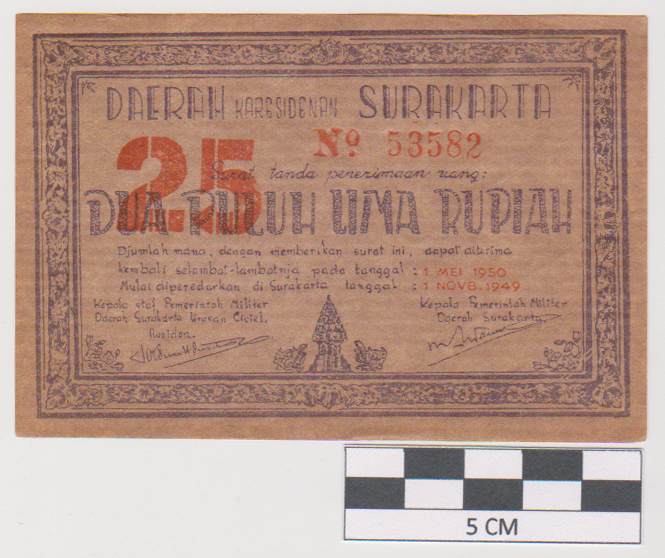 DAERAH KARESIDENAN SURAKARTA
25
No 53582
Surat tanda penerimaan uang:
DUA PULUH LIMA RUPIAH
Djumlah mana, dengan memberikan surat ini, dapat diterima
kembali selambat-lambatnja pada tanggal : 1 MEI 1950
Mulai diperedarkan di Surakarta tanggal : 1 NOVB. 1949
Kepala staf Pemerintah Militer
Daerah Surakarta Urusan Civiel.
Residen.
Kepala Pemerintah Militer
Daerah Surakarta
5 CM